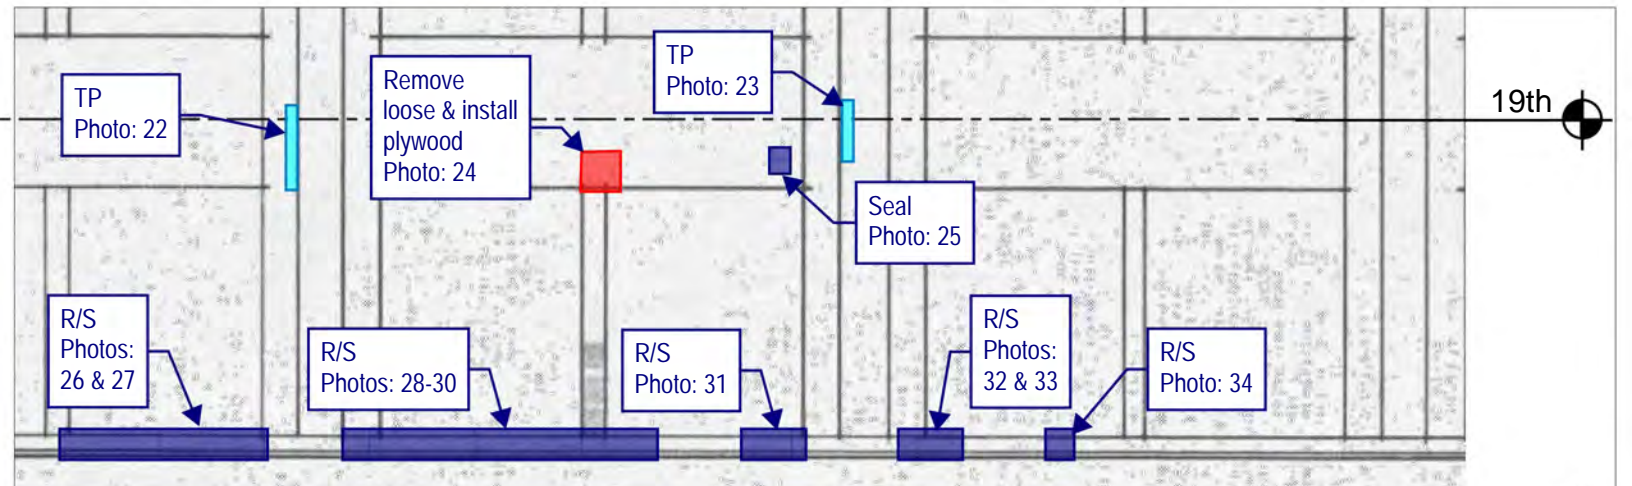 TP
Photo: 22
Remove
loose & install
plywood
Photo: 24
TP
Photo: 23
19th
Seal
Photo: 25
R/S
Photos:
26 & 27
R/S
Photos: 28-30
R/S
Photo: 31
R/S
Photos:
32 & 33
R/S
Photo: 34